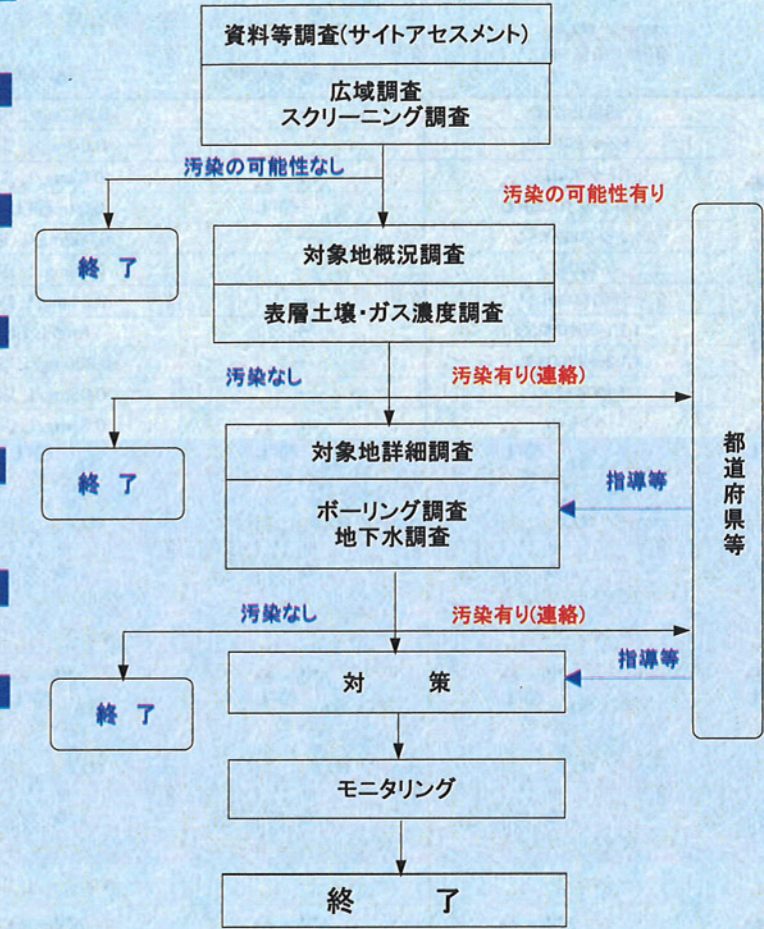 資料等調査(サイトアセスメント)
広域調査
スクリーニング調査
汚染の可能性なし
汚染の可能性有り
終 了
対象地概況調査
表層土壌・ガス濃度調査
汚染なし
汚染有り(連絡)
終 了
対象地詳細調査
ボーリング調査
地下水調査
指導等
都道府県等
汚染なし
汚染有り(連絡)
指導等
終 了
対 策
モニタリング
終 了